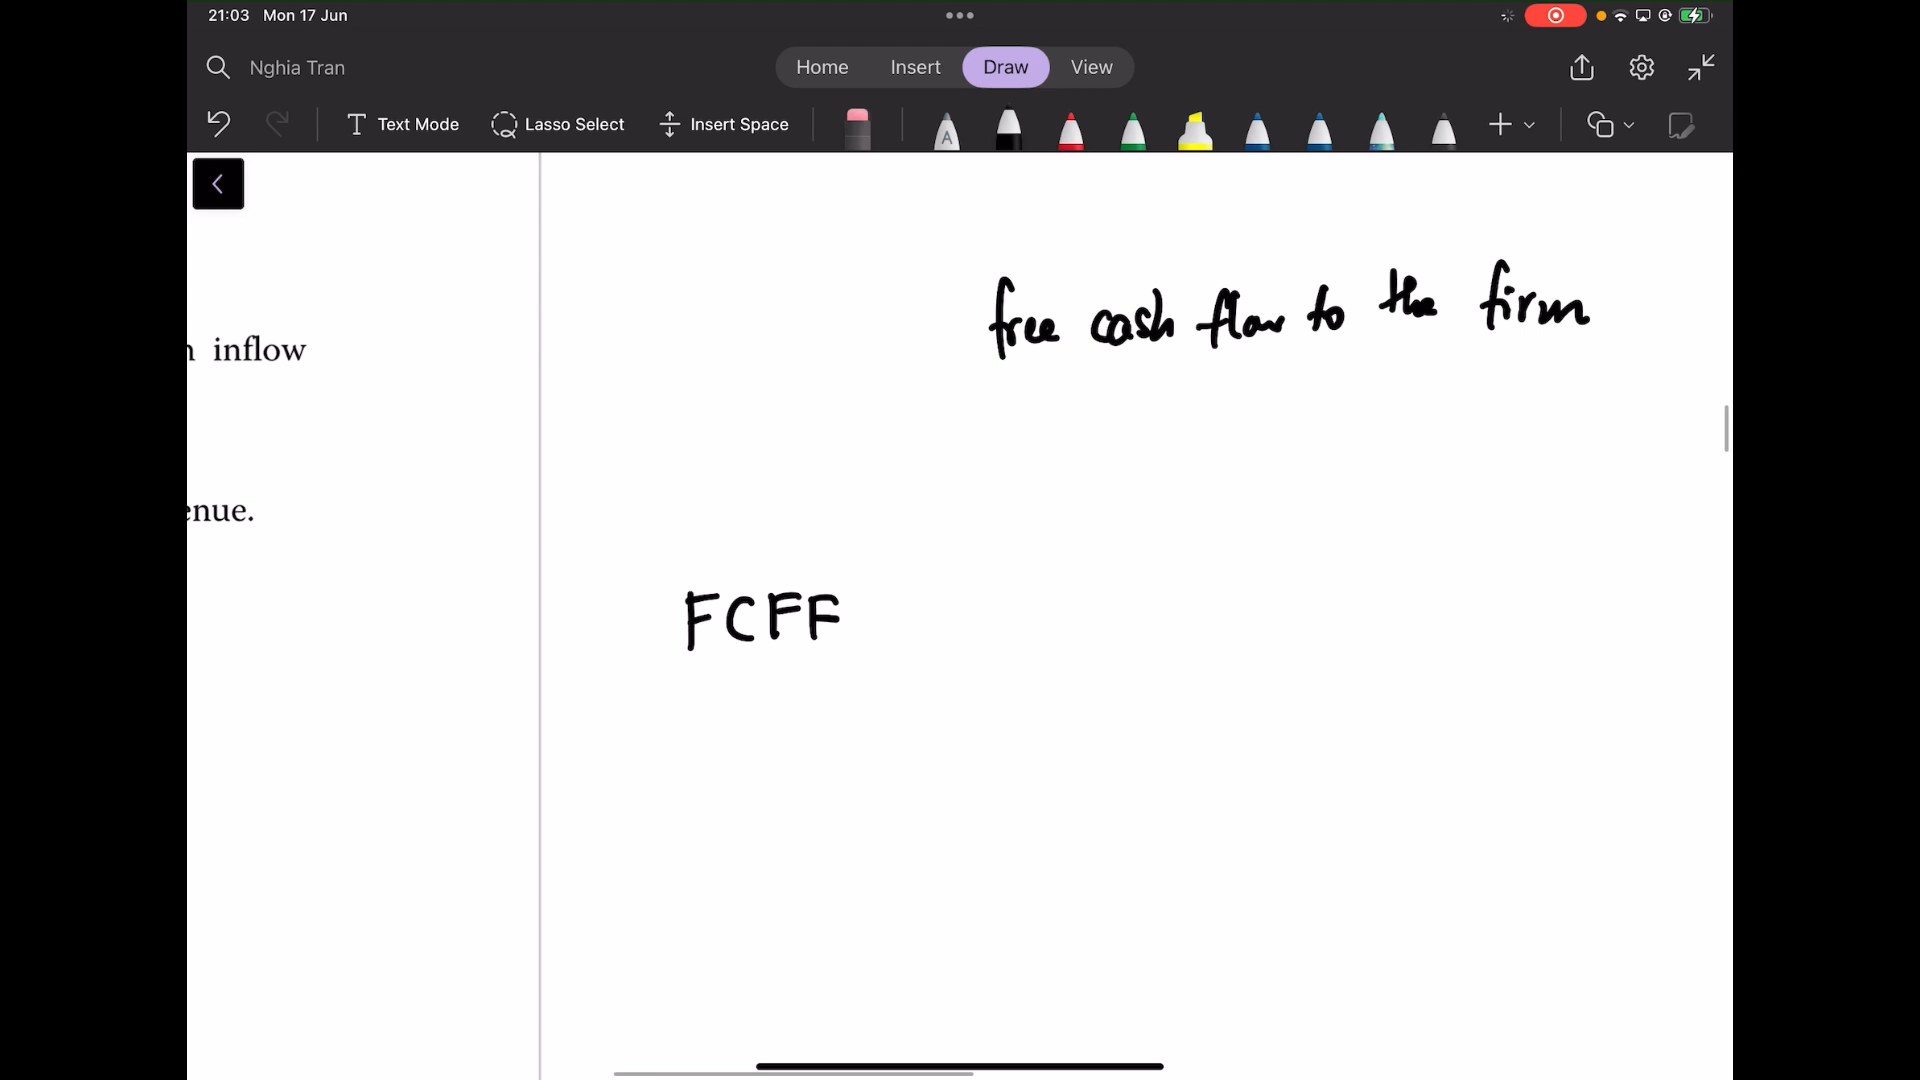 21:03 Mon 17 Jun
Nghia Tran
Home Insert Draw View
Text Mode Lasso Select Insert Space
A
free cash flow to the firm
inflow
enue.
FCFF